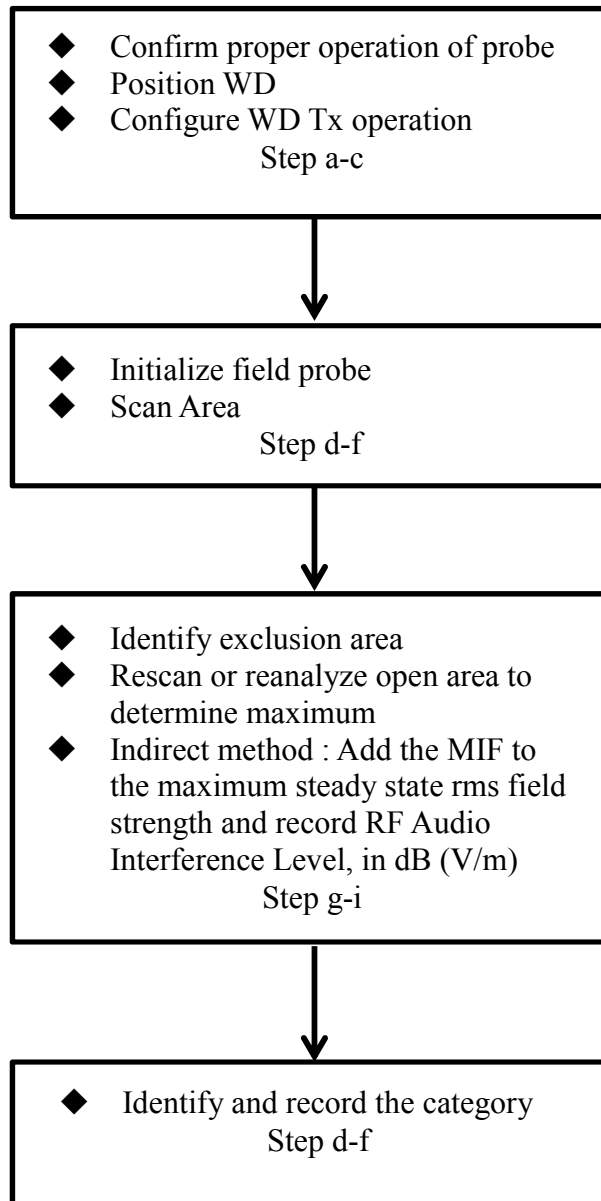 ◆ Confirm proper operation of probe
◆ Position WD
◆ Configure WD Tx operation
Step a-c
◆ Initialize field probe
◆ Scan Area
Step d-f
◆ Identify exclusion area
◆ Rescan or reanalyze open area to
determine maximum
◆ Indirect method : Add the MIF to
the maximum steady state rms field
strength and record RF Audio
Interference Level, in dB (V/m)
Step g-i
◆ Identify and record the category
Step d-f